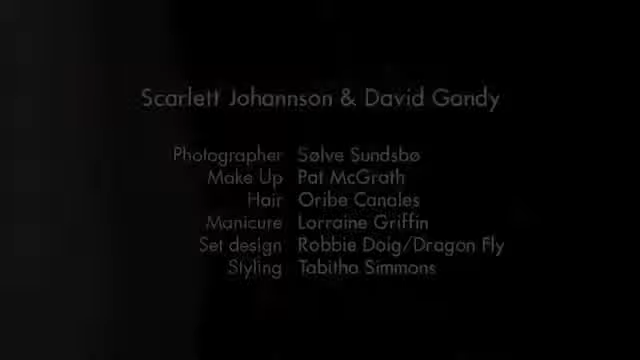 Scarlett Johannson & David Gandy
Photographer Sølve Sundsbø
Make Up Pat McGrath
Hair Oribe Canales
Manicure Lorraine Griffin
Set design Robbie Doig/Dragon Fly
Styling Tabitha Simmons